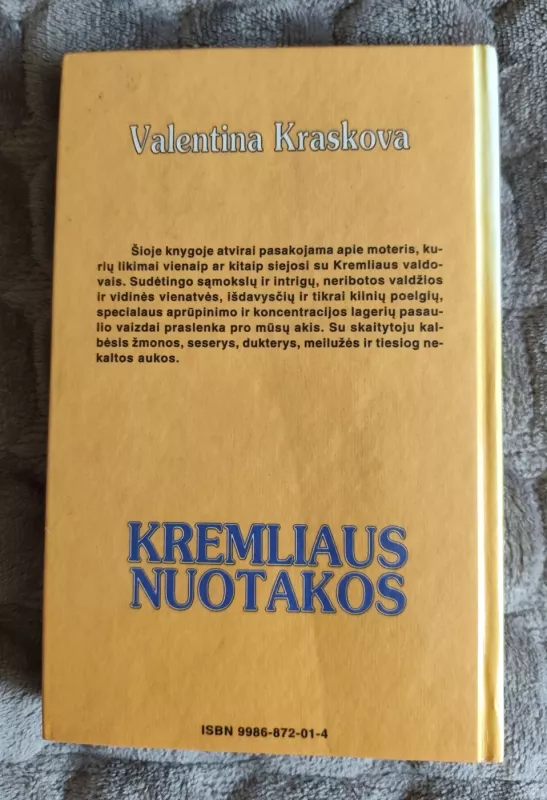 Valentina Kraskova
Šioje knygoje atvirai pasakojama apie moteris, ku-
rių likimai vienaip ar kitaip siejosi su Kremliaus valdo-
vais. Sudėtingo sąmokslų ir intrigų, neribotos valdžios
ir vidinės vienatvės, išdavysčių ir tikrai kilnių poelgių,
specialaus aprūpinimo ir koncentracijos lagerių pasau-
lio vaizdai praslenka pro mūsų akis. Su skaitytoju kal-
bėsis žmonos, seserys, dukterys, meilužės ir tiesiog ne-
kaltos aukos.
KREMLIAUS
NUOTAKOS
ISBN 9986-872-01-4